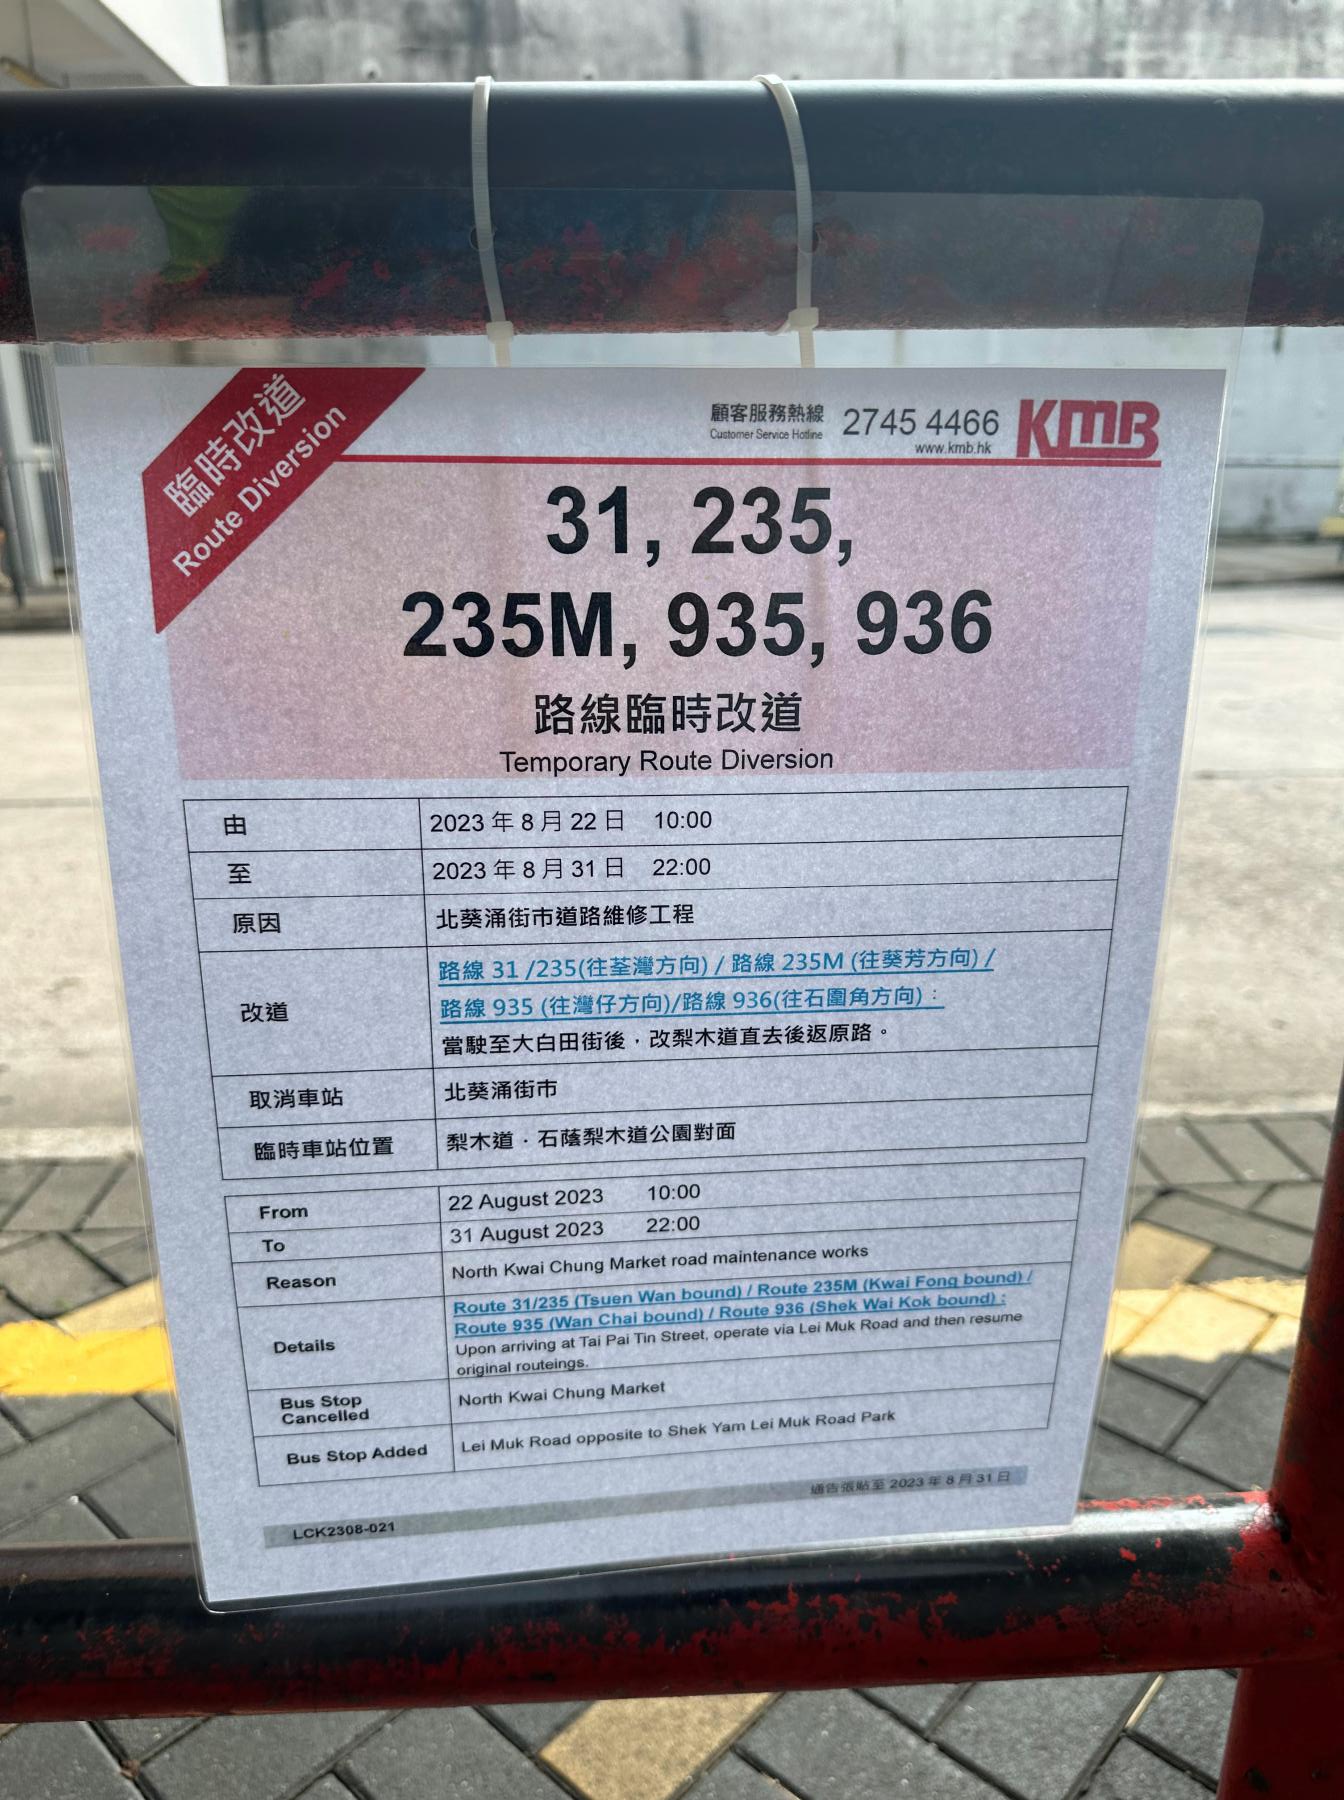 臨時改道
Route Diversion
顧客服務熱線 2745 4466 KMB
Customer Service Hotline
www.kmb.hk
31, 235,
235M, 935, 936
路線臨時改道
Temporary Route Diversion
由 2023 年 8 月 22 日 10:00
至 2023 年 8 月 31 日 22:00
原因 北葵涌街市道路維修工程
改道 路線 31 /235(往荃灣方向) / 路線 235M (往葵芳方向) /
路線 935 (往灣仔方向)/路線 936(往石圍角方向)：
當駛至大白田街後，改梨木道直去後返原路。
取消車站 北葵涌街市
臨時車站位置 梨木道．石蔭梨木道公園對面
From 22 August 2023 10:00
To 31 August 2023 22:00
Reason North Kwai Chung Market road maintenance works
Details Route 31/235 (Tsuen Wan bound) / Route 235M (Kwai Fong bound) /
Route 935 (Wan Chai bound) / Route 936 (Shek Wai Kok bound) :
Upon arriving at Tai Pai Tin Street, operate via Lei Muk Road and then resume
original routeings.
Bus Stop
Cancelled North Kwai Chung Market
Bus Stop Added Lei Muk Road opposite to Shek Yam Lei Muk Road Park
通告張貼至 2023 年 8 月 31 日
LCK2308-021